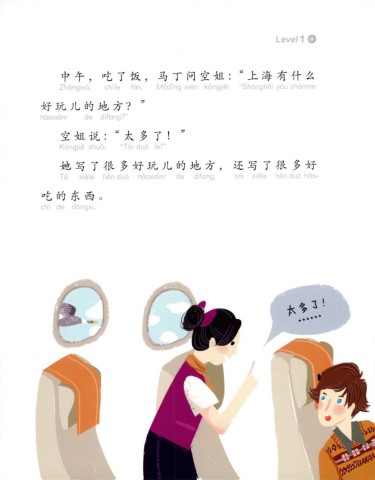 Level 1 4
中午，吃了饭，马丁问空姐：“上海有什么
Zhōngwǔ, chīle fàn, Mǎdīng wèn kōngjiě: “Shànghǎi yǒu shénme
好玩儿的地方？”
hǎowánr de dìfang?”
空姐说：“太多了！”
Kōngjiě shuō: “Tài duō le!”
她写了很多好玩儿的地方，还写了很多好
Tā xiěle hěn duō hǎowánr de dìfang, hái xiěle hěn duō hǎo-
吃的东西。
chī de dōngxi.
太多了！